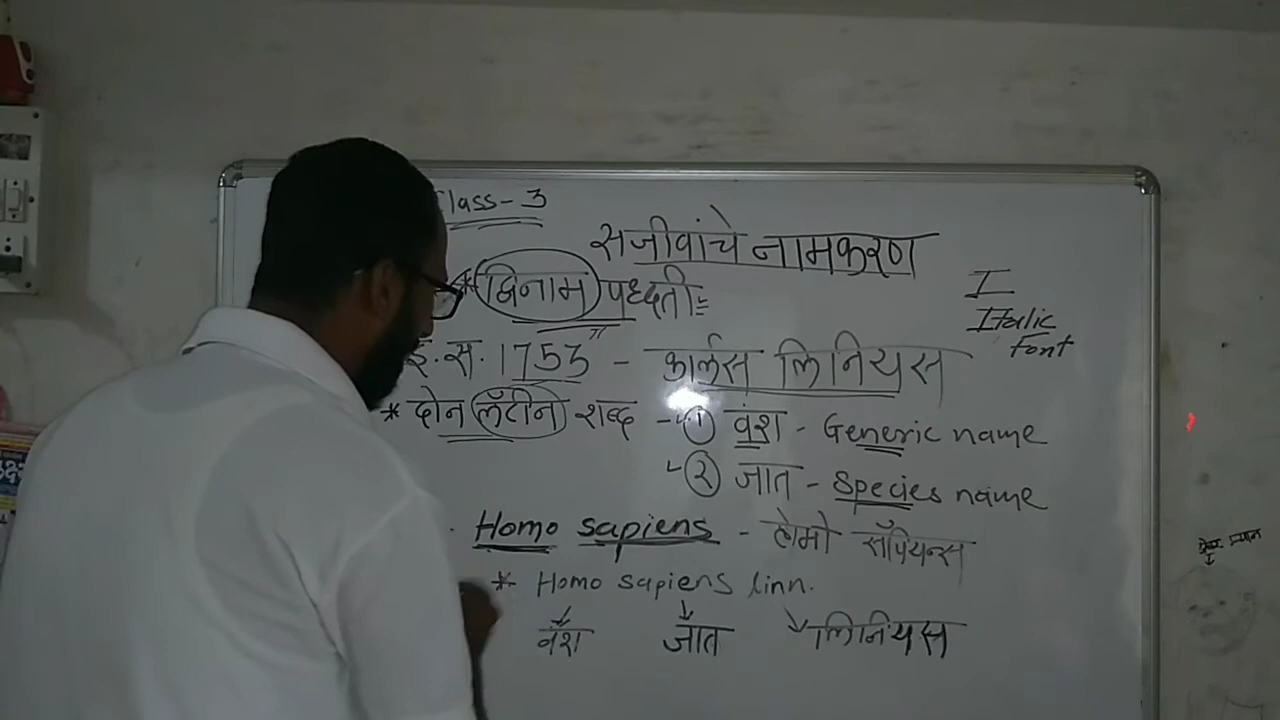 Class-3
सजीवांचे नामकरण
* द्विनाम पध्दती:
इ.स. 1753 - कार्लस लिनियस
I
Italic
Font
* दोन लॅटीन शब्द - ① वंश - Generic name
② जात - Species name
Homo sapiens - होमो सॅपियन्स
* Homo sapiens linn.
वंश जात लिनियस